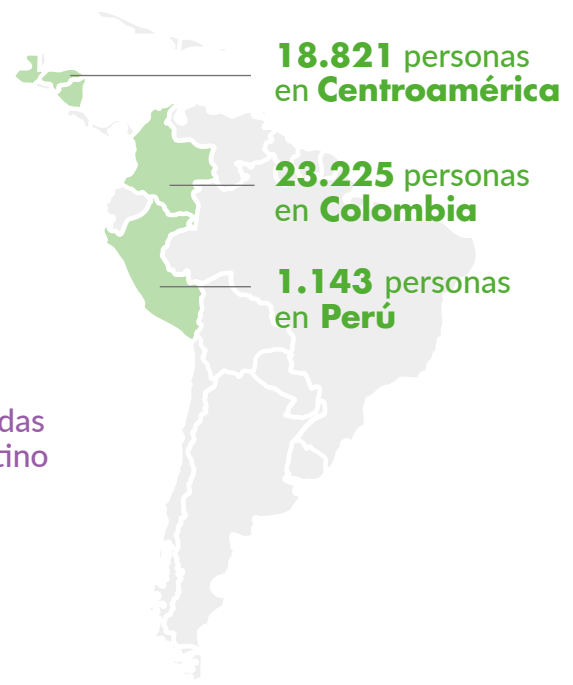 18.821 personas
en Centroamérica
23.225 personas
en Colombia
1.143 personas
en Perú
das
tino